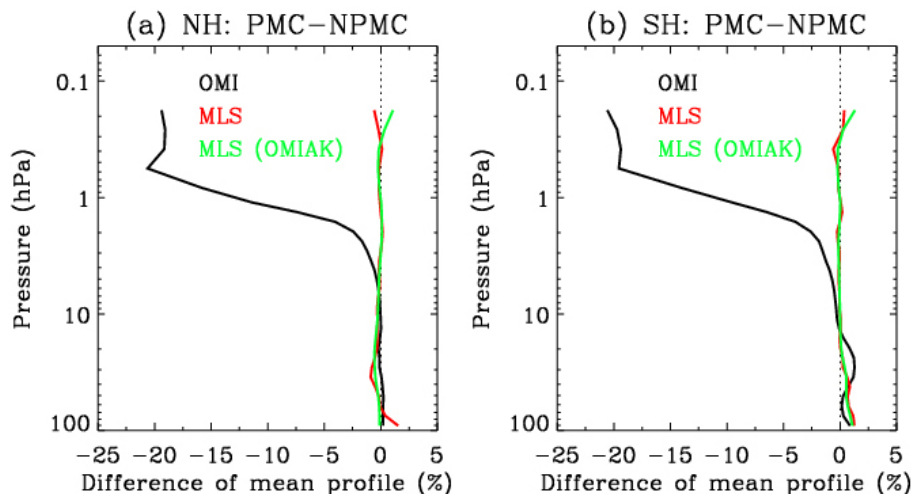 (a) NH: PMC−NPMC
OMI
MLS
MLS (OMIAK)
0.1
1
10
100
Pressure (hPa)
−25 −20 −15 −10 −5 0 5
Difference of mean profile (%)
(b) SH: PMC−NPMC
OMI
MLS
MLS (OMIAK)
0.1
1
10
100
Pressure (hPa)
−25 −20 −15 −10 −5 0 5
Difference of mean profile (%)